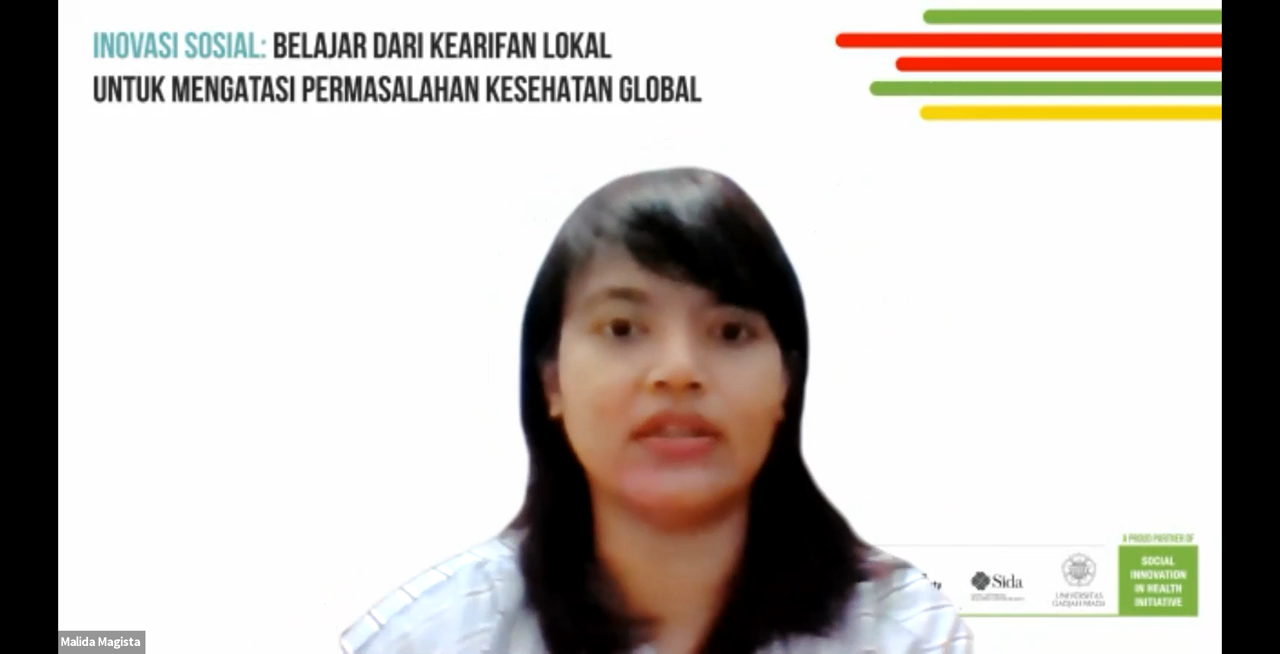 INOVASI SOSIAL: BELAJAR DARI KEARIFAN LOKAL
UNTUK MENGATASI PERMASALAHAN KESEHATAN GLOBAL
A PROUD PARTNER OF
SOCIAL
INNOVATION
IN HEALTH
INITIATIVE
Sida
UNIVERSITAS
GADJAH MADA
Malida Magista